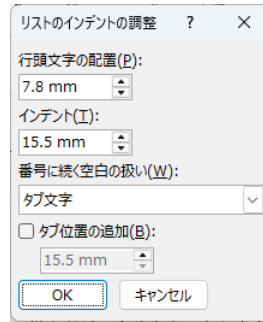 リストのインデントの調整 ? ×
行頭文字の配置(P):
7.8 mm
インデント(T):
15.5 mm
番号に続く空白の扱い(W):
タブ文字
タブ位置の追加(B):
15.5 mm
OK キャンセル